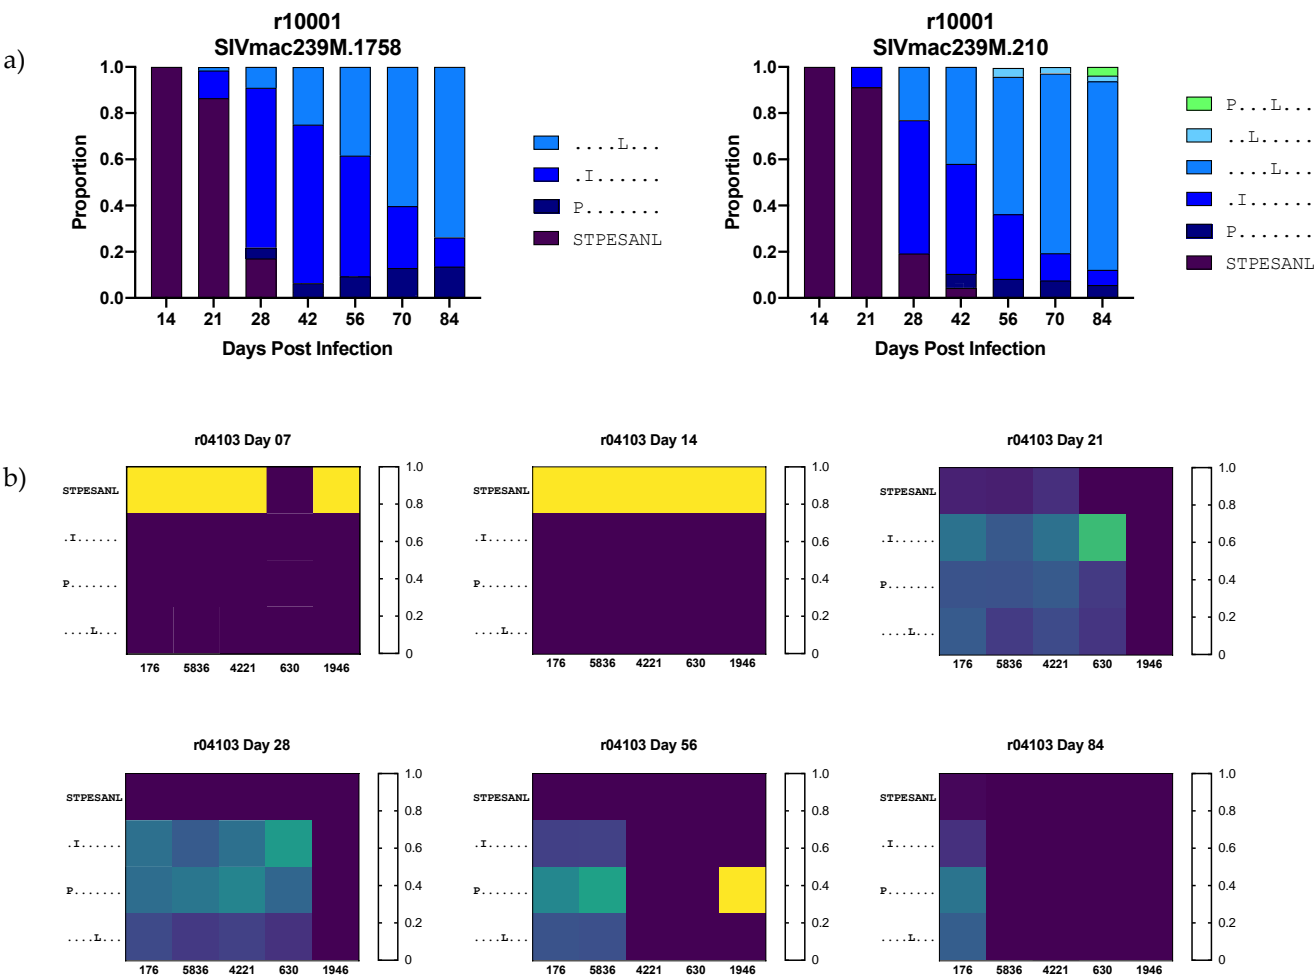 a)
r10001
SIVmac239M.1758
1.0
0.8
0.6
0.4
0.2
0.0
Proportion
14 21 28 42 56 70 84
Days Post Infection
....L...
.I......
P.......
STPESANL
r10001
SIVmac239M.210
1.0
0.8
0.6
0.4
0.2
0.0
Proportion
14 21 28 42 56 70 84
Days Post Infection
P...L...
..L.....
....L...
.I......
P.......
STPESANL
b)
r04103 Day 07
STPESANL
.I......
P.......
....L...
176 5836 4221 630 1946
1.0
0.8
0.6
0.4
0.2
0
r04103 Day 14
STPESANL
.I......
P.......
....L...
176 5836 4221 630 1946
1.0
0.8
0.6
0.4
0.2
0
r04103 Day 21
STPESANL
.I......
P.......
....L...
176 5836 4221 630 1946
1.0
0.8
0.6
0.4
0.2
0
r04103 Day 28
STPESANL
.I......
P.......
....L...
176 5836 4221 630 1946
1.0
0.8
0.6
0.4
0.2
0
r04103 Day 56
STPESANL
.I......
P.......
....L...
176 5836 4221 630 1946
1.0
0.8
0.6
0.4
0.2
0
r04103 Day 84
STPESANL
.I......
P.......
....L...
176 5836 4221 630 1946
1.0
0.8
0.6
0.4
0.2
0